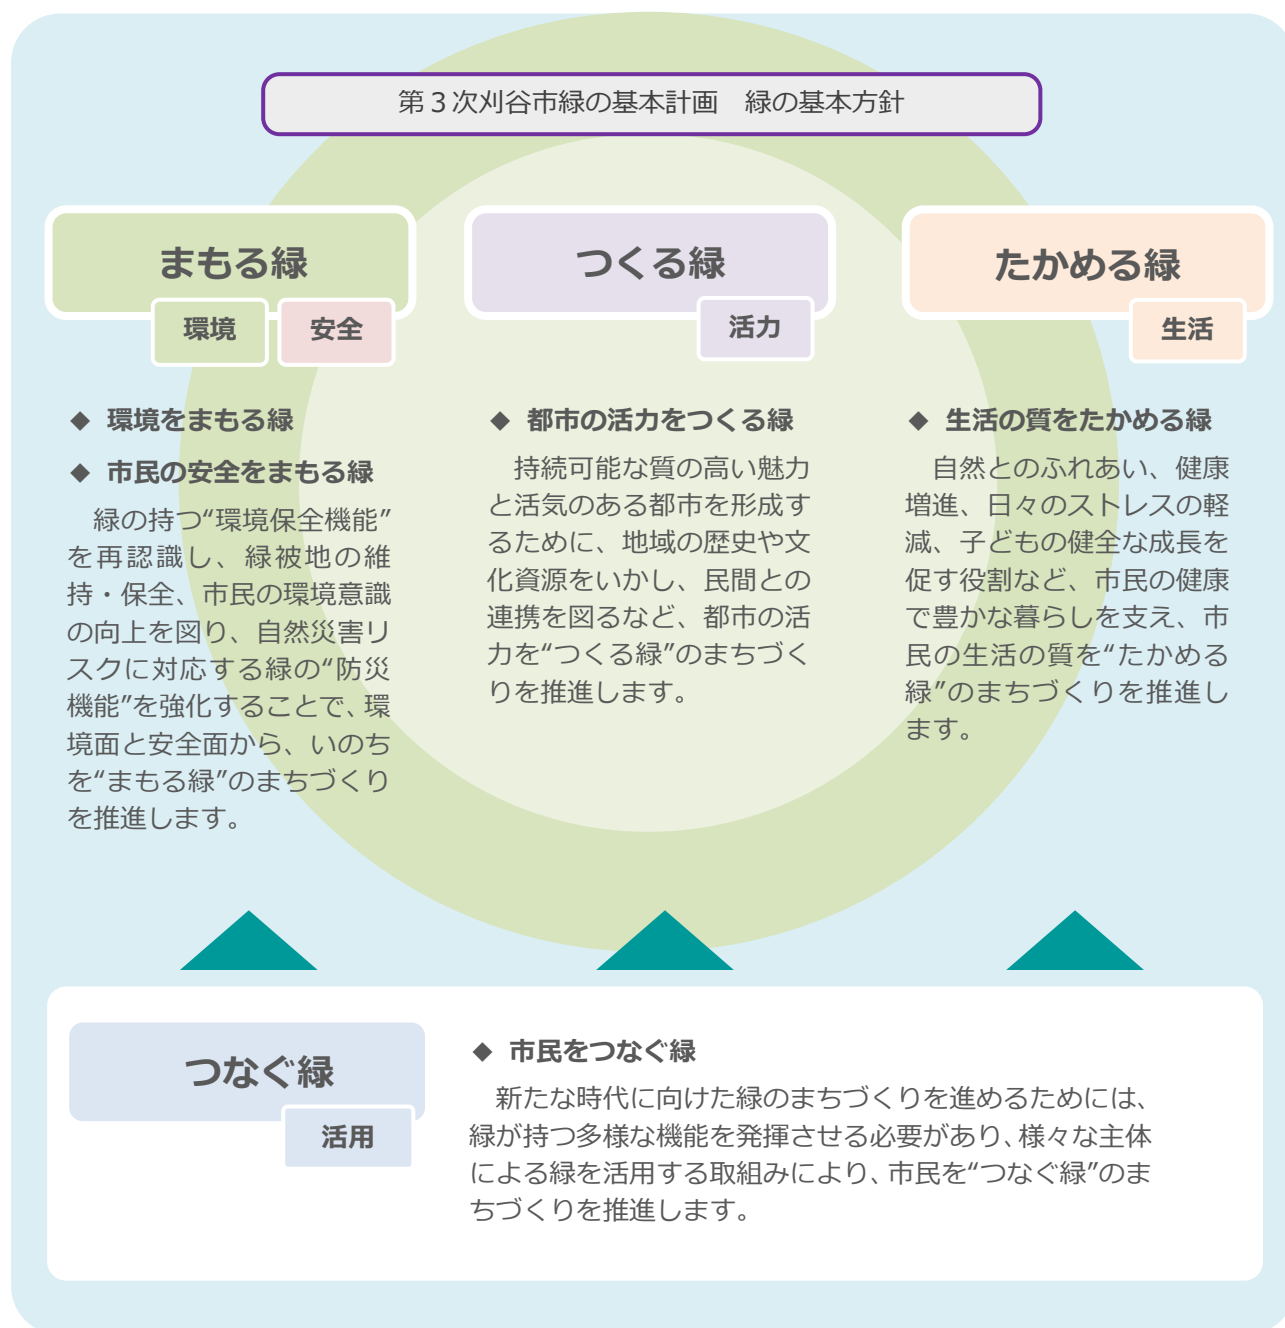 第３次刈谷市緑の基本計画　緑の基本方針
まもる緑
環境
安全
◆ 環境をまもる緑
◆ 市民の安全をまもる緑
　緑の持つ“環境保全機能”
を再認識し、緑被地の維
持・保全、市民の環境意識
の向上を図り、自然災害リ
スクに対応する緑の“防災
機能”を強化することで、環
境面と安全面から、いのち
を“まもる緑”のまちづくり
を推進します。
つくる緑
活力
◆ 都市の活力をつくる緑
　持続可能な質の高い魅力
と活気のある都市を形成す
るために、地域の歴史や文
化資源をいかし、民間との
連携を図るなど、都市の活
力を“つくる緑”のまちづく
りを推進します。
たかめる緑
生活
◆ 生活の質をたかめる緑
　自然とのふれあい、健康
増進、日々のストレスの軽
減、子どもの健全な成長を
促す役割など、市民の健康
で豊かな暮らしを支え、市
民の生活の質を“たかめる
緑”のまちづくりを推進し
ます。
つなぐ緑
活用
◆ 市民をつなぐ緑
　新たな時代に向けた緑のまちづくりを進めるためには、
緑が持つ多様な機能を発揮させる必要があり、様々な主体
による緑を活用する取組みにより、市民を“つなぐ緑”のま
ちづくりを推進します。